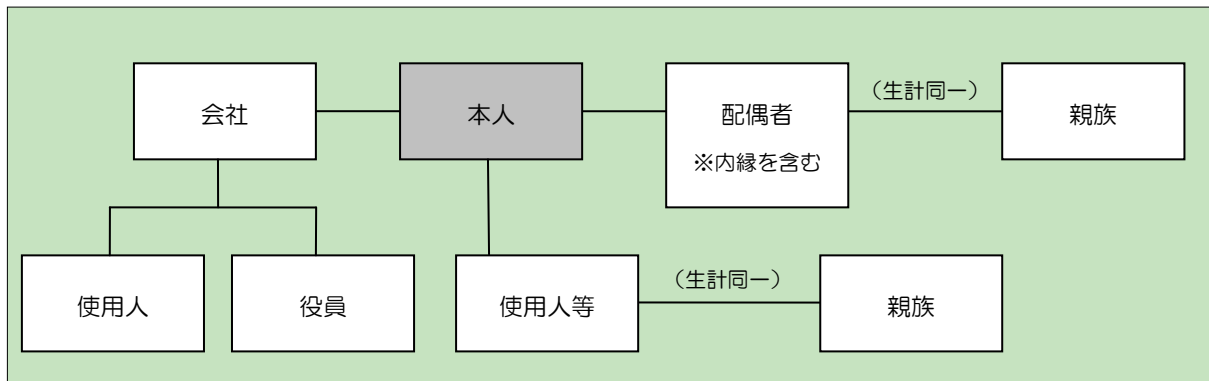 会社
本人
配偶者
※内縁を含む
（生計同一）
親族
使用人
役員
使用人等
（生計同一）
親族